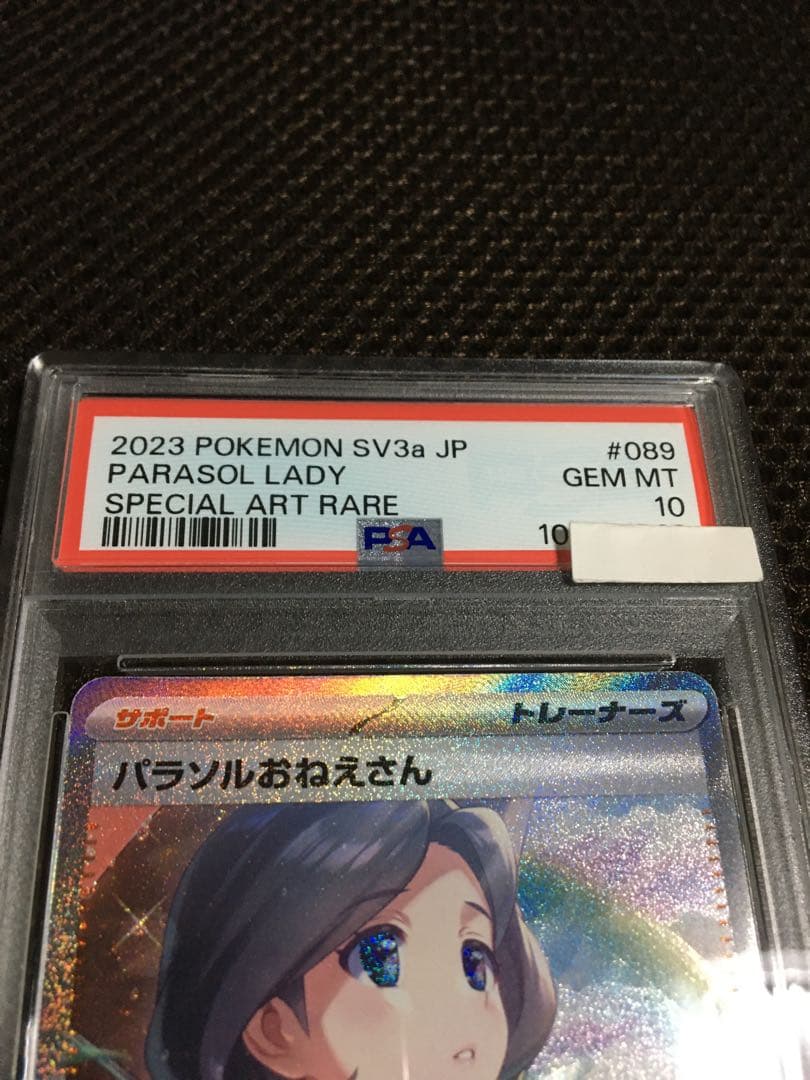 2023 POKEMON SV3a JP #089
PARASOL LADY GEM MT
SPECIAL ART RARE 10
PSA 10
サポート トレーナーズ
パラソルおねえさん